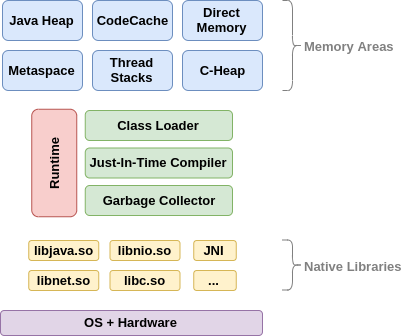 Java Heap
CodeCache
Direct
Memory
Memory Areas
Metaspace
Thread
Stacks
C-Heap
Runtime
Class Loader
Just-In-Time Compiler
Garbage Collector
libjava.so
libnio.so
JNI
Native Libraries
libnet.so
libc.so
...
OS + Hardware